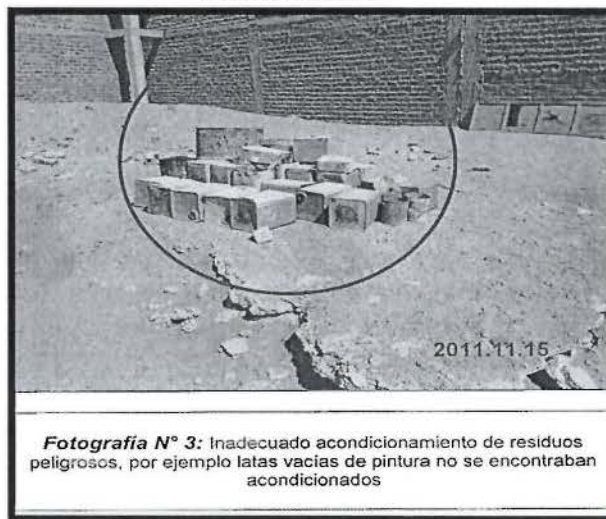 2011.11.15
Fotografía N° 3: Inadecuado acondicionamiento de residuos
peligrosos, por ejemplo latas vacías de pintura no se encontraban
acondicionados